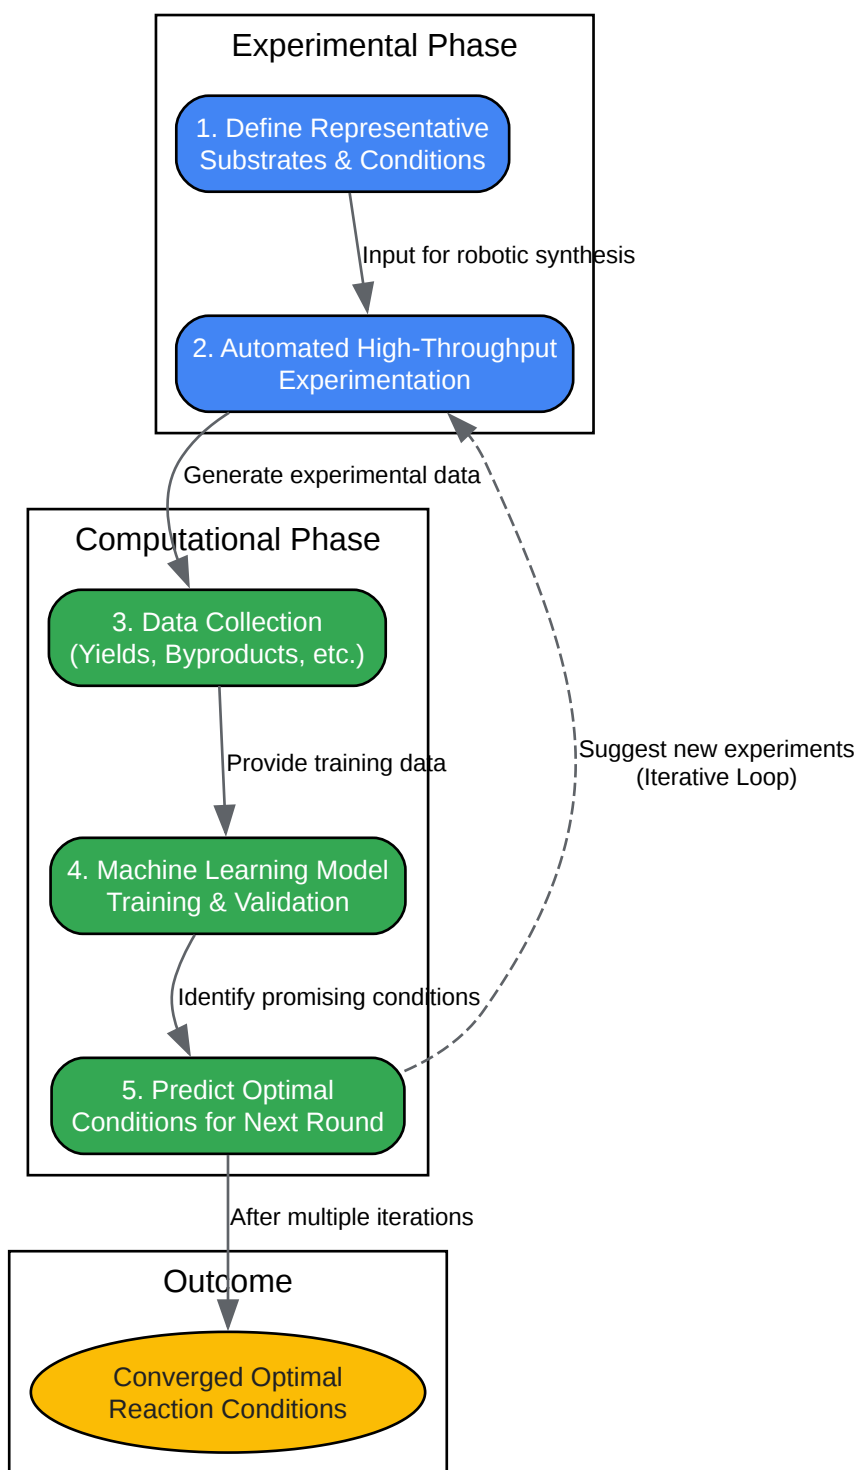 Experimental Phase
1. Define Representative
Substrates & Conditions
Input for robotic synthesis
2. Automated High-Throughput
Experimentation
Generate experimental data
Computational Phase
3. Data Collection
(Yields, Byproducts, etc.)
Provide training data
Suggest new experiments
(Iterative Loop)
4. Machine Learning Model
Training & Validation
Identify promising conditions
5. Predict Optimal
Conditions for Next Round
After multiple iterations
Outcome
Converged Optimal
Reaction Conditions